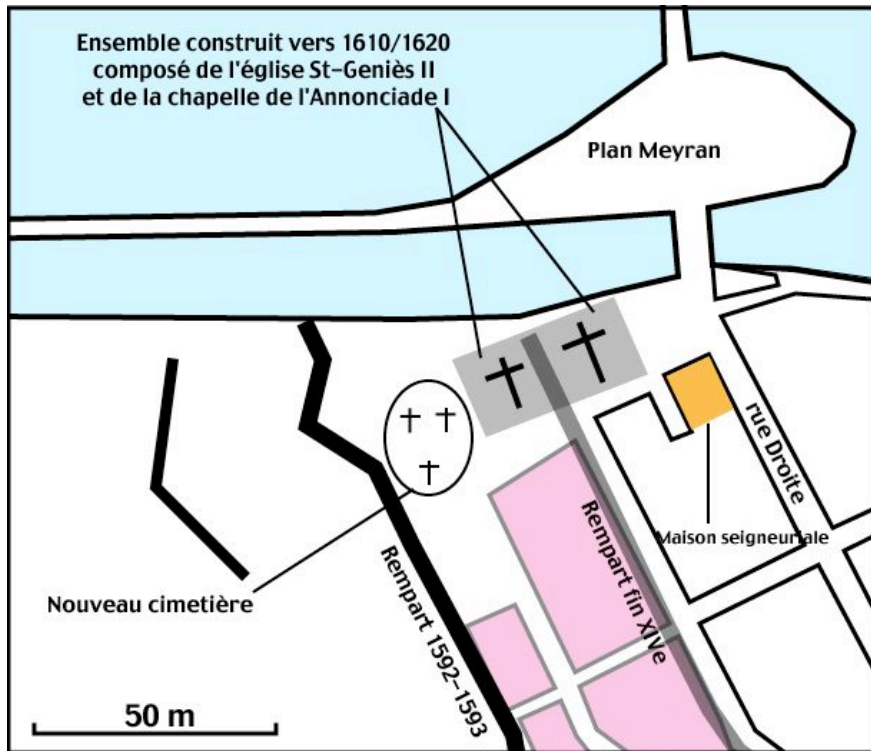 Ensemble construit vers 1610/1620
composé de l'église St-Geniès II
et de la chapelle de l'Annonciade I
Plan Meyran
rue Droite
Maison seigneuriale
Rempart fin XIVe
Rempart 1592-1593
Nouveau cimetière
50 m